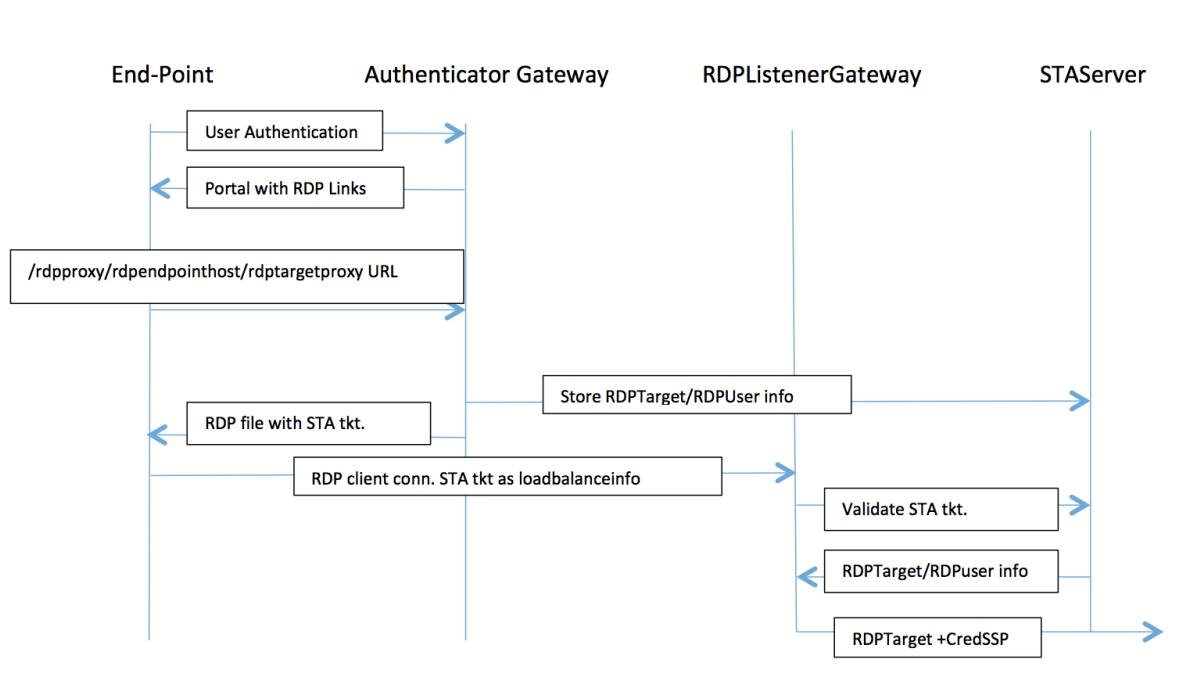 End-Point
Authenticator Gateway
RDPListenerGateway
STAServer
User Authentication
Portal with RDP Links
/rdpproxy/rdpendpointhost/rdptargetproxy URL
Store RDPTarget/RDPUser info
RDP file with STA tkt.
RDP client conn. STA tkt as loadbalanceinfo
Validate STA tkt.
RDPTarget/RDPuser info
RDPTarget +CredSSP